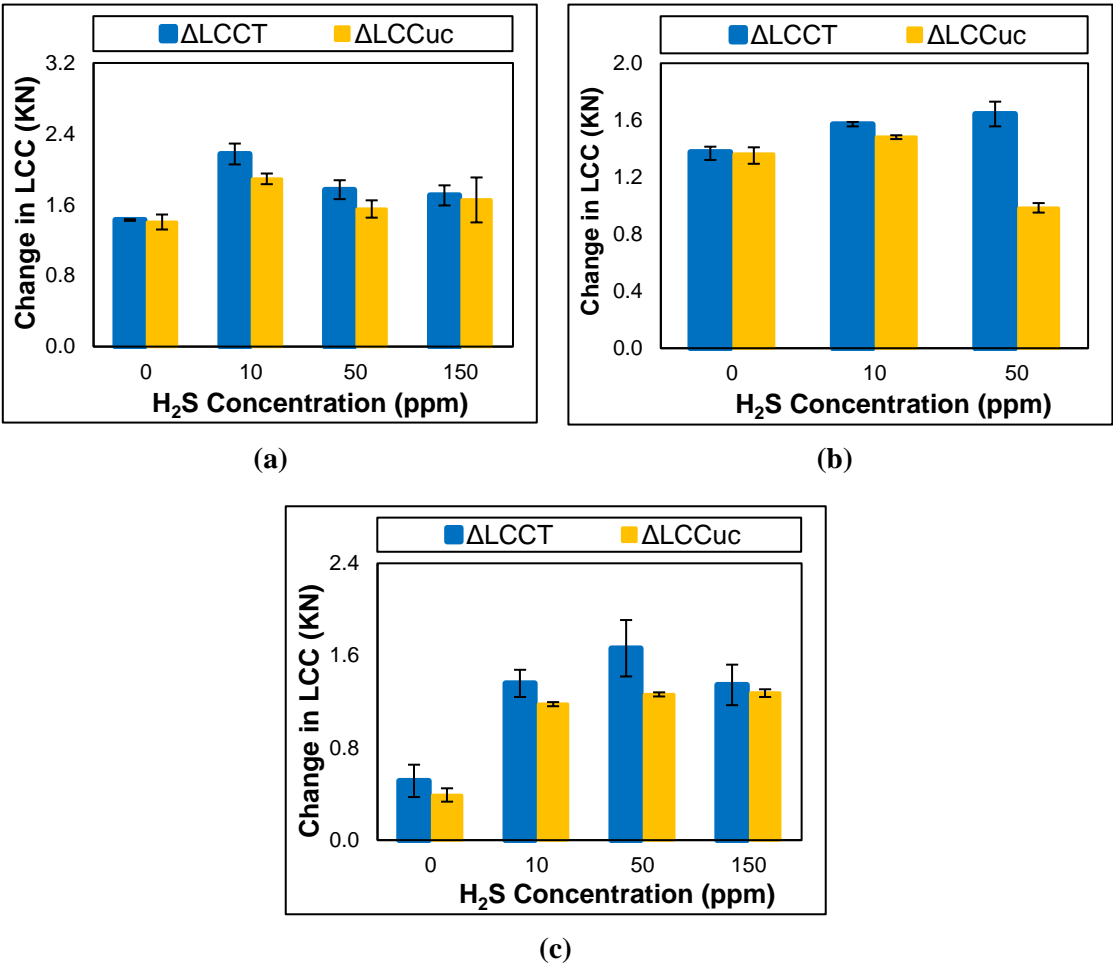 ΔLCCT ΔLCCuc
Change in LCC (KN)
3.2
2.4
1.6
0.8
0.0
0 10 50 150
H₂S Concentration (ppm)
(a)
ΔLCCT ΔLCCuc
Change in LCC (KN)
2.0
1.6
1.2
0.8
0.4
0.0
0 10 50
H₂S Concentration (ppm)
(b)
ΔLCCT ΔLCCuc
Change in LCC (KN)
2.4
1.6
0.8
0.0
0 10 50 150
H₂S Concentration (ppm)
(c)